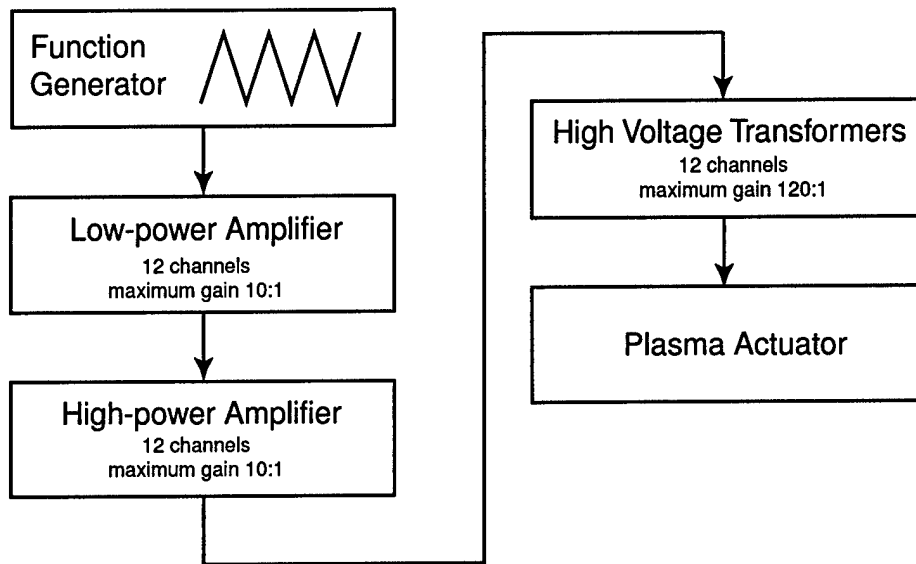 Function
Generator
Low-power Amplifier
12 channels
maximum gain 10:1
High-power Amplifier
12 channels
maximum gain 10:1
High Voltage Transformers
12 channels
maximum gain 120:1
Plasma Actuator